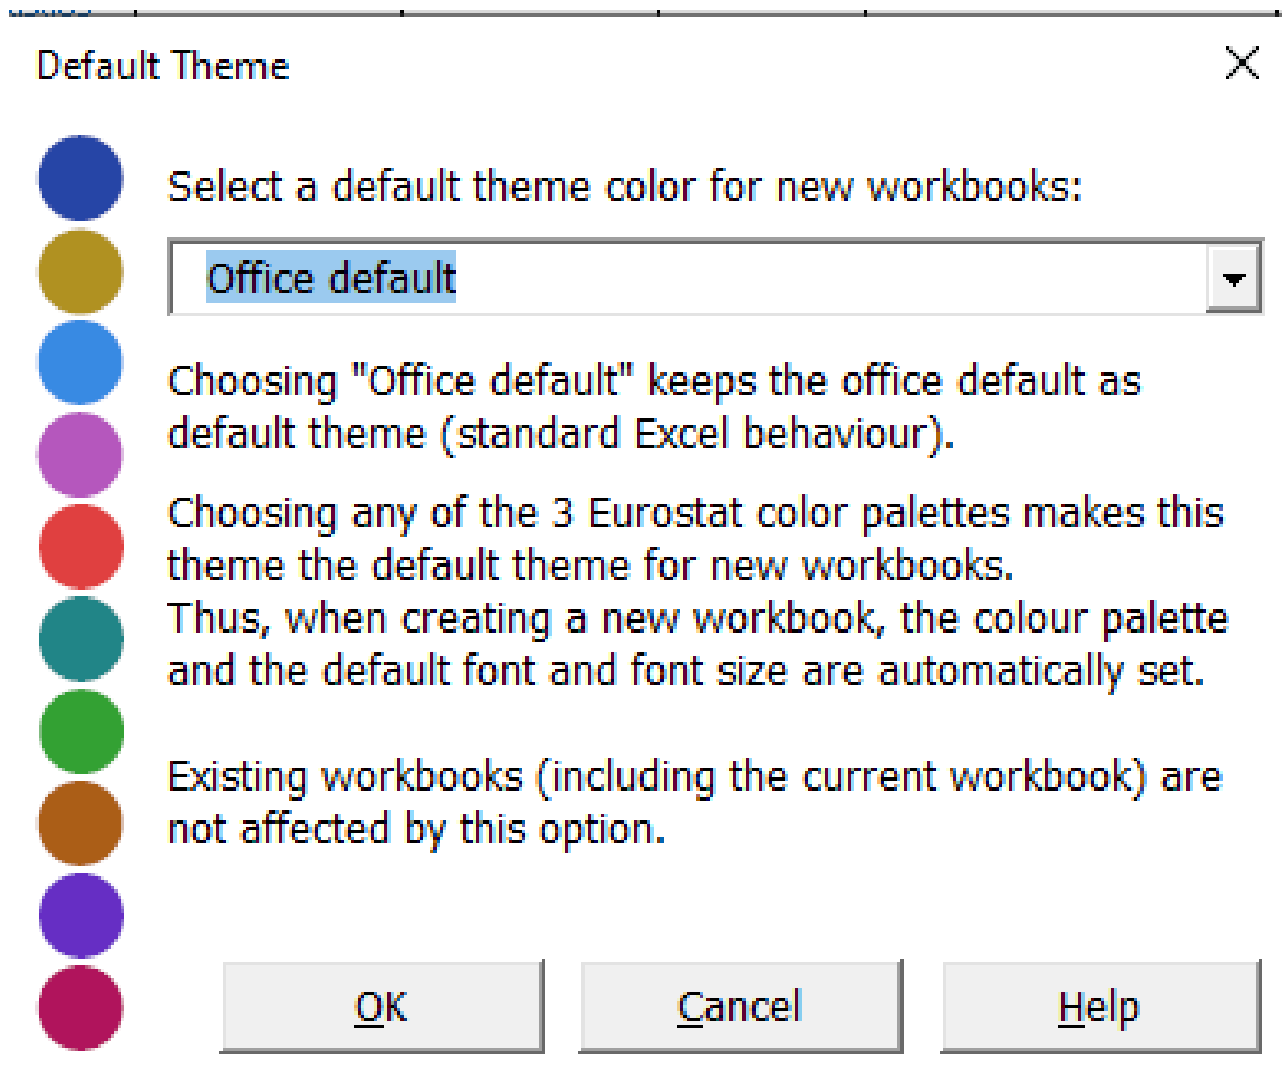 Default Theme
Select a default theme color for new workbooks:
Office default
Choosing "Office default" keeps the office default as
default theme (standard Excel behaviour).
Choosing any of the 3 Eurostat color palettes makes this
theme the default theme for new workbooks.
Thus, when creating a new workbook, the colour palette
and the default font and font size are automatically set.
Existing workbooks (including the current workbook) are
not affected by this option.
OK
Cancel
Help